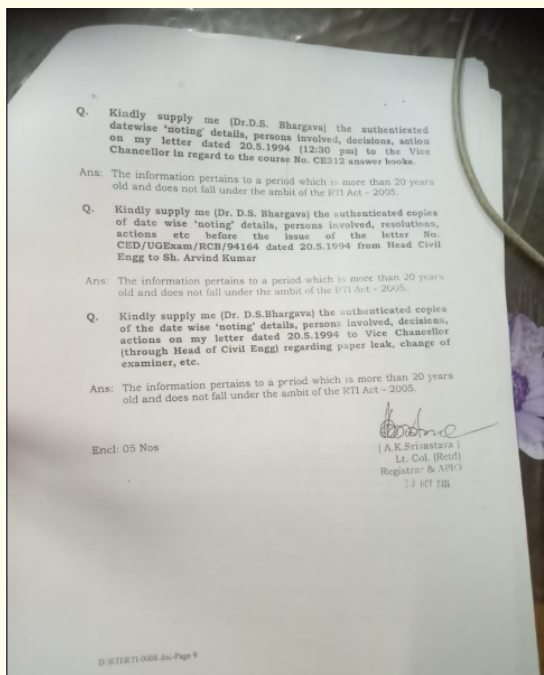 Q. Kindly supply me (Dr.D.S. Bhargava) the authenticated
datewise 'noting' details, persons involved, decisions, action
on my letter dated 20.5.1994 (12:30 pm) to the Vice
Chancellor in regard to the course No. CE312 answer books.
Ans: The information pertains to a period which is more than 20 years
old and does not fall under the ambit of the RTI Act - 2005.
Q. Kindly supply me (Dr. D.S. Bhargava) the authenticated copies
of date wise 'noting' details, persons involved, resolutions,
actions etc before the issue of the letter No.
CED/UGExam/RCB/94164 dated 20.5.1994 from Head Civil
Engg to Sh. Arvind Kumar
Ans: The information pertains to a period which is more than 20 years
old and does not fall under the ambit of the RTI Act - 2005.
Q. Kindly supply me (Dr. D.S.Bhargava) the authenticated copies
of the date wise 'noting' details, persons involved, decisions,
actions on my letter dated 20.5.1994 to Vice Chancellor
(through Head of Civil Engg) regarding paper leak, change of
examiner, etc.
Ans: The information pertains to a period which is more than 20 years
old and does not fall under the ambit of the RTI Act - 2005.
Encl: 05 Nos
(A.K.Srivastava)
Lt. Col. (Retd)
Registrar & APIO
OCT